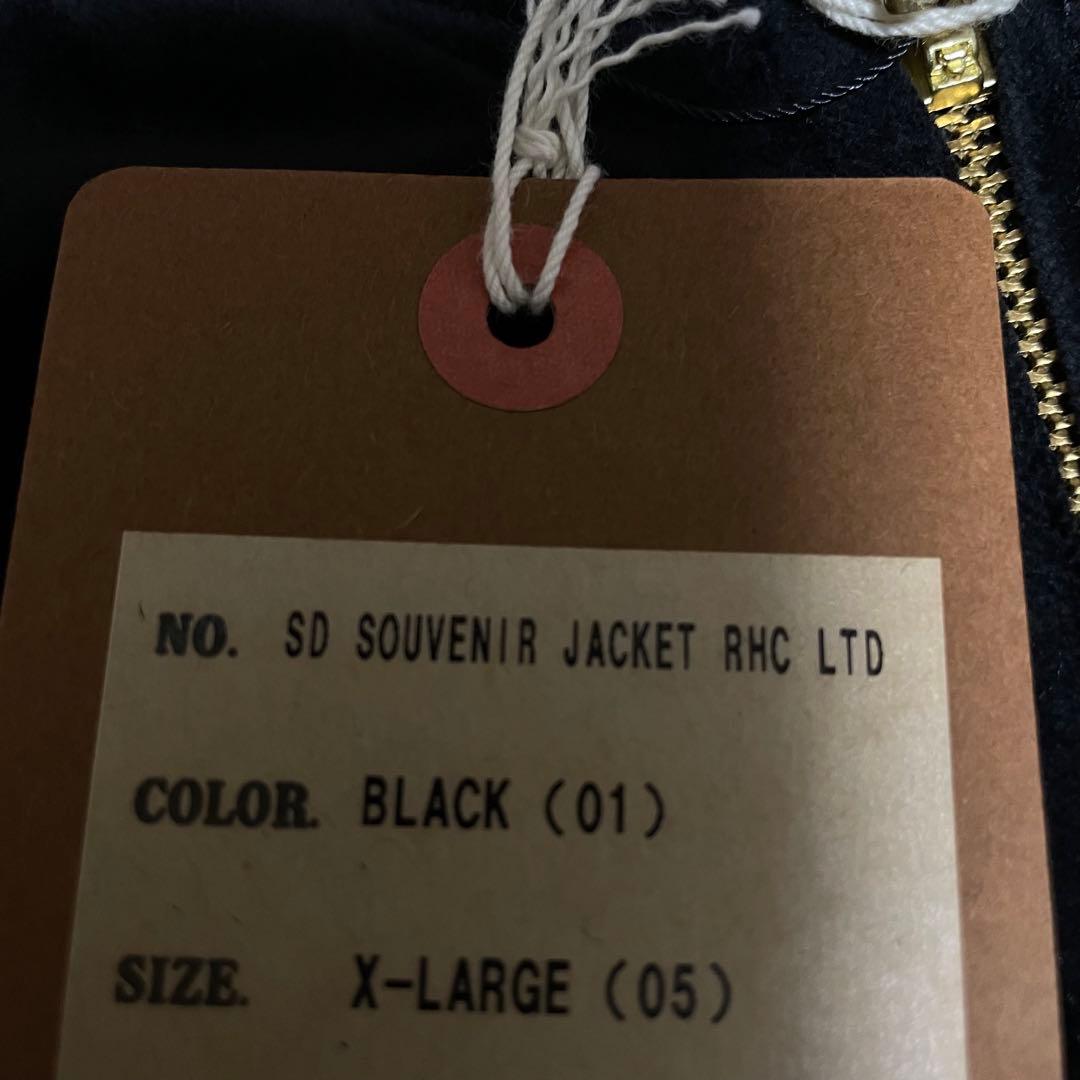 NO. SD SOUVENIR JACKET RHC LTD
COLOR. BLACK (01)
SIZE. X-LARGE (05)